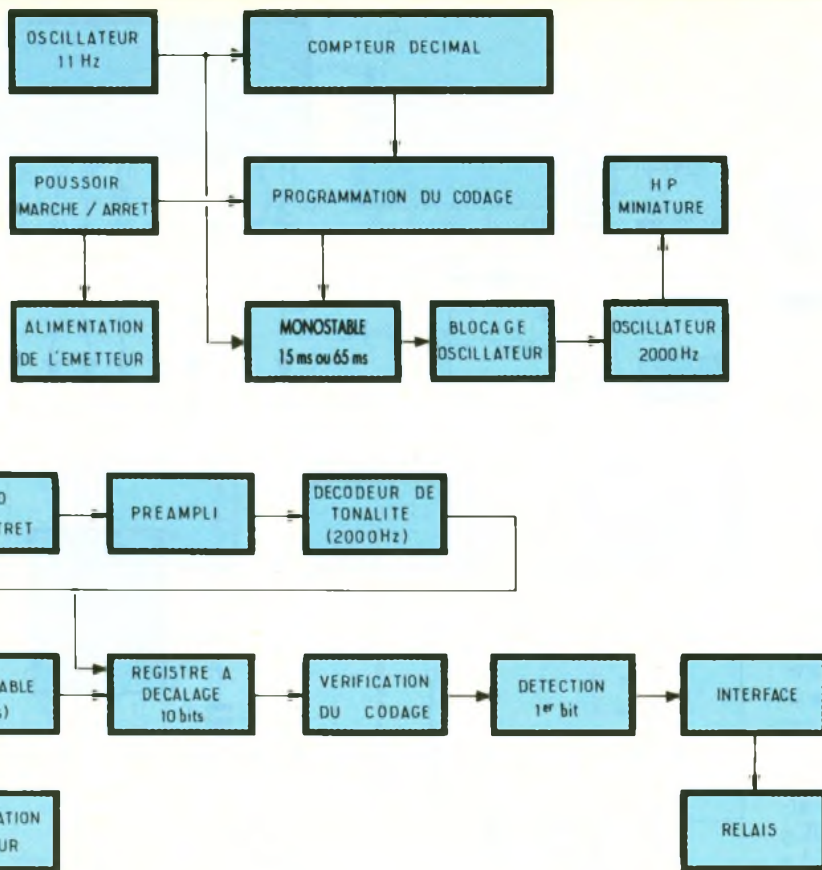 OSCILLATEUR
11 Hz
COMPTEUR DECIMAL
POUSSOIR
MARCHE / ARRET
PROGRAMMATION DU CODAGE
H P
MINIATURE
ALIMENTATION
DE L'EMETTEUR
MONOSTABLE
15 ms ou 65 ms
BLOCAGE
OSCILLATEUR
OSCILLATEUR
2000 Hz
PREAMPLI
DECODEUR DE
TONALITE
(2000Hz)
REGISTRE A
DECALAGE
10 bits
VERIFICATION
DU CODAGE
DETECTION
1er bit
INTERFACE
RELAIS